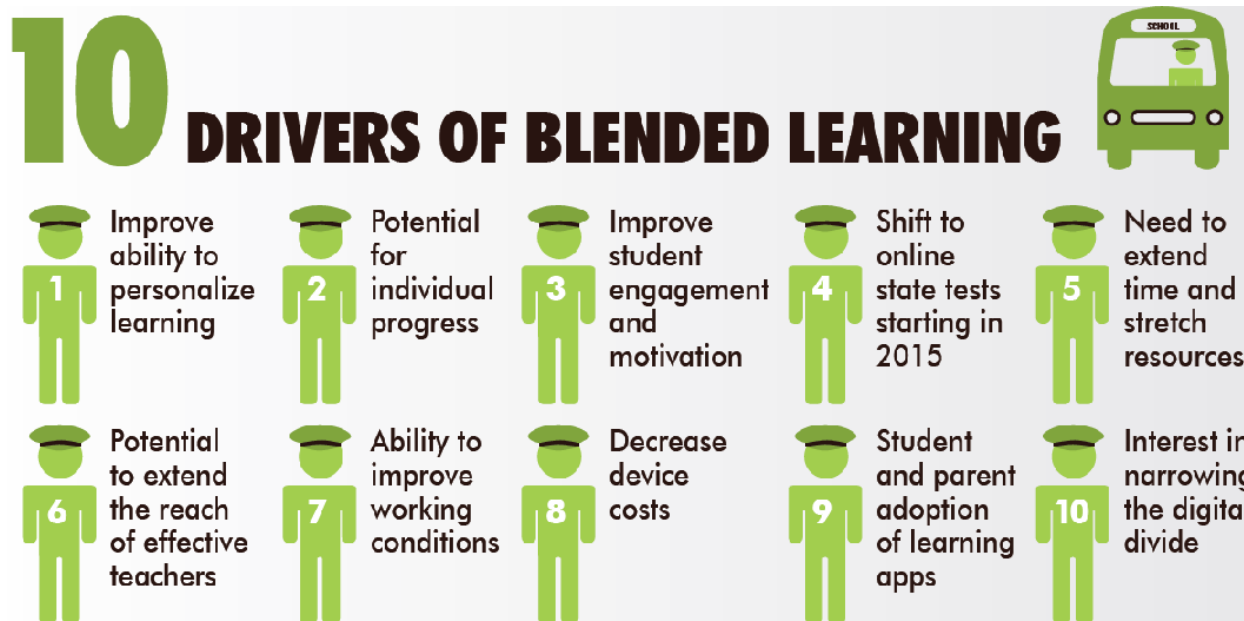 10
DRIVERS OF BLENDED LEARNING
SCHOOL
1
Improve
ability to
personalize
learning
2
Potential
for
individual
progress
3
Improve
student
engagement
and
motivation
4
Shift to
online
state tests
starting in
2015
5
Need to
extend
time and
stretch
resources
6
Potential
to extend
the reach
of effective
teachers
7
Ability to
improve
working
conditions
8
Decrease
device
costs
9
Student
and parent
adoption
of learning
apps
10
Interest in
narrowing
the digita
divide